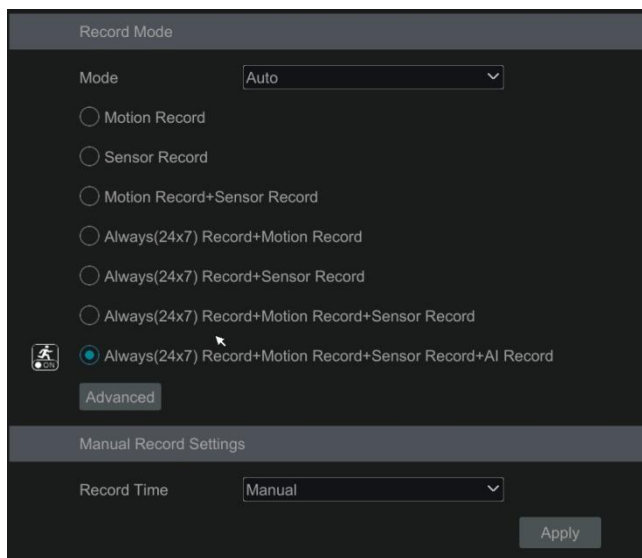 Record Mode
Mode Auto
Motion Record
Sensor Record
Motion Record+Sensor Record
Always(24x7) Record+Motion Record
Always(24x7) Record+Sensor Record
Always(24x7) Record+Motion Record+Sensor Record
ON
Always(24x7) Record+Motion Record+Sensor Record+AI Record
Advanced
Manual Record Settings
Record Time Manual
Apply